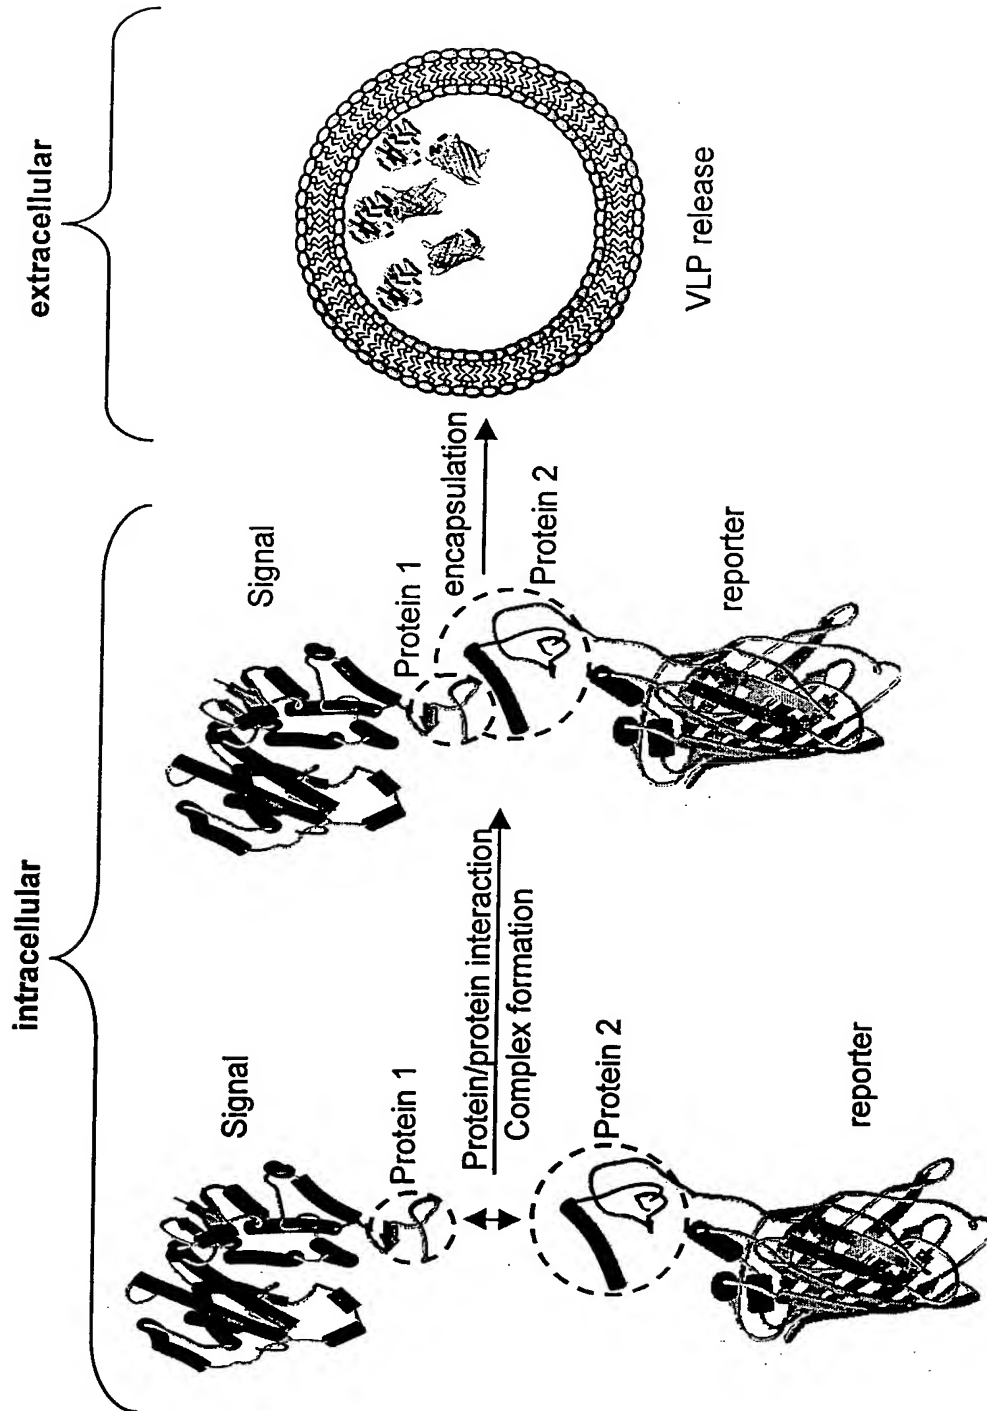 intracellular
extracellular
Signal
Protein 1
Protein 2
reporter
Protein/protein interaction
Complex formation
Signal
Protein 1
Protein 2
reporter
encapsulation
VLP release